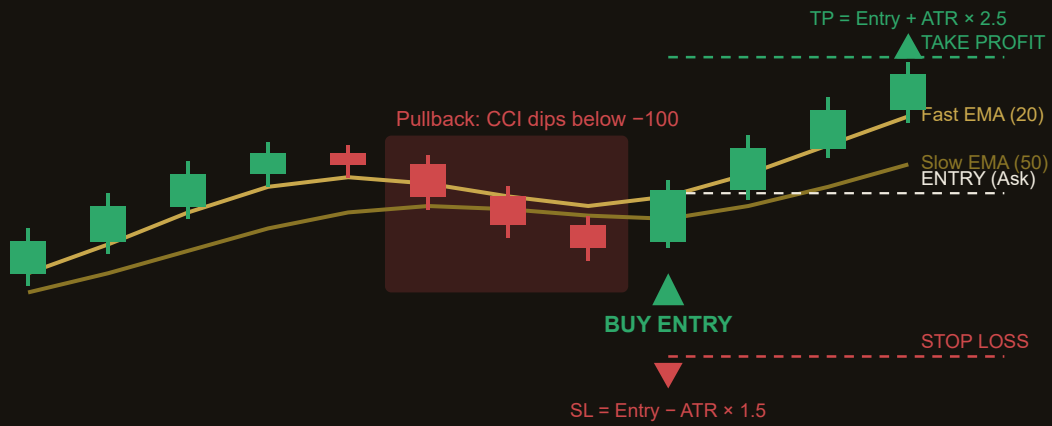 TP = Entry + ATR × 2.5
TAKE PROFIT
Pullback: CCI dips below −100
Fast EMA (20)
Slow EMA (50)
ENTRY (Ask)
BUY ENTRY
STOP LOSS
SL = Entry − ATR × 1.5